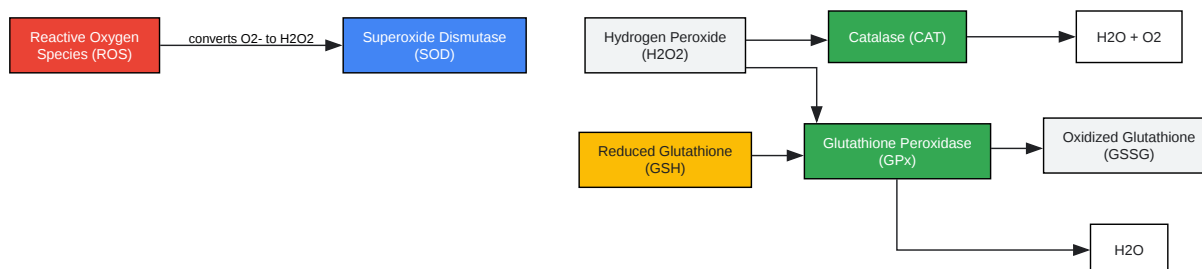 Reactive Oxygen
Species (ROS)
converts O2- to H2O2
Superoxide Dismutase
(SOD)
Hydrogen Peroxide
(H2O2)
Catalase (CAT)
H2O + O2
Reduced Glutathione
(GSH)
Glutathione Peroxidase
(GPx)
Oxidized Glutathione
(GSSG)
H2O